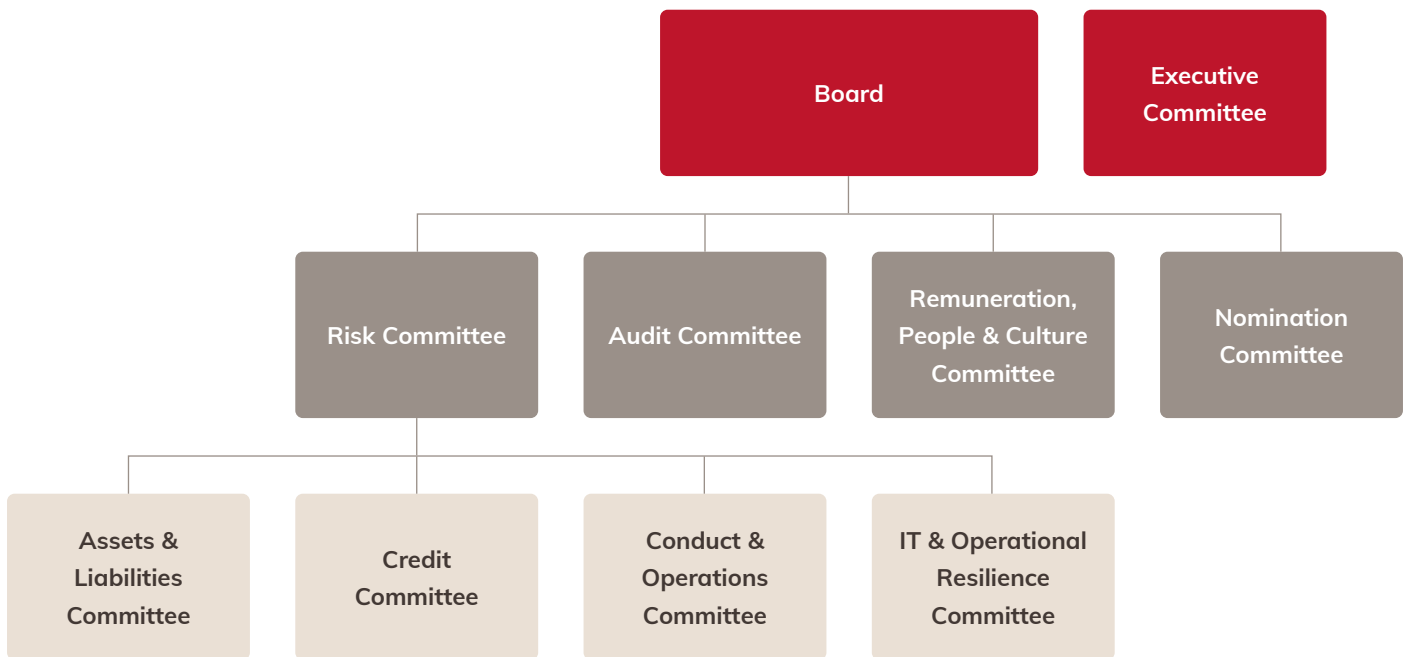 Board
Executive
Committee
Risk Committee
Audit Committee
Remuneration,
People & Culture
Committee
Nomination
Committee
Assets &
Liabilities
Committee
Credit
Committee
Conduct &
Operations
Committee
IT & Operational
Resilience
Committee